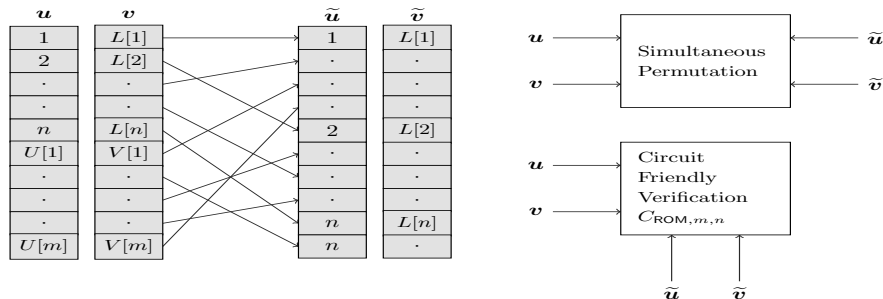 u v ũ ṽ
1 L[1] 1 L[1]
2 L[2] · ·
· · · ·
· · · ·
n L[n] 2 L[2]
U[1] V[1] · ·
· · · ·
· · · ·
· · n L[n]
U[m] V[m] n ·
u
v
Simultaneous
Permutation
ũ
ṽ
u
v
Circuit
Friendly
Verification
C_ROM,m,n
ũ ṽ